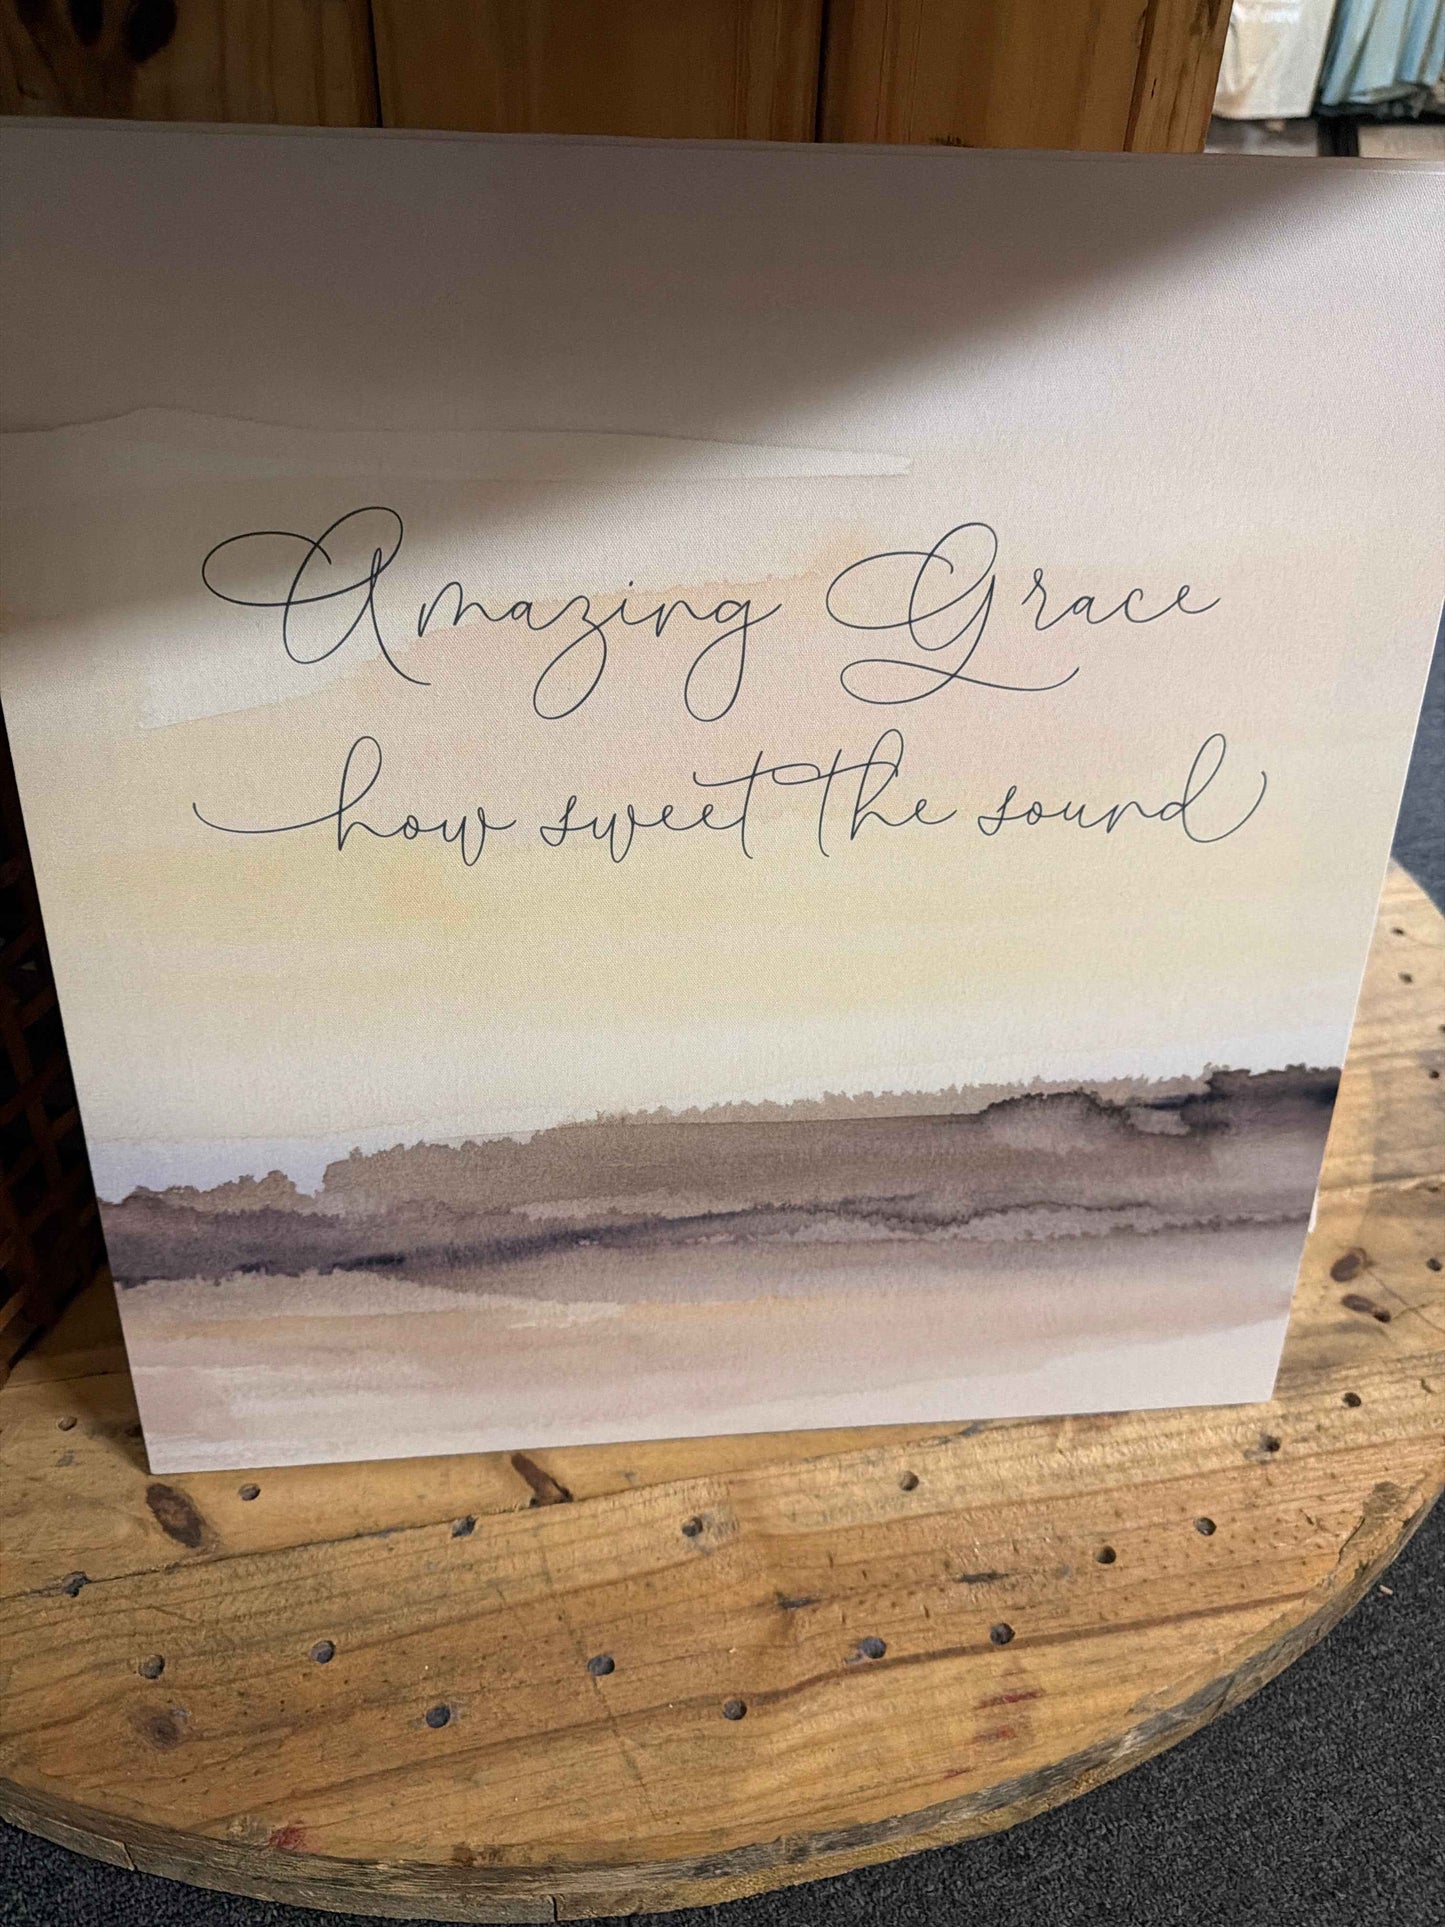 Amazing Grace
how sweet the sound